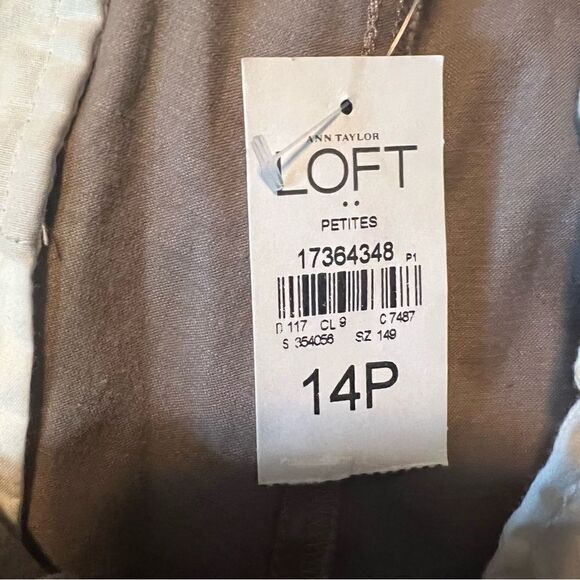 ANN TAYLOR
LOFT
PETITES
17364348 P1
D 117 CL 9 C 7487
S 354056 SZ 149
14P